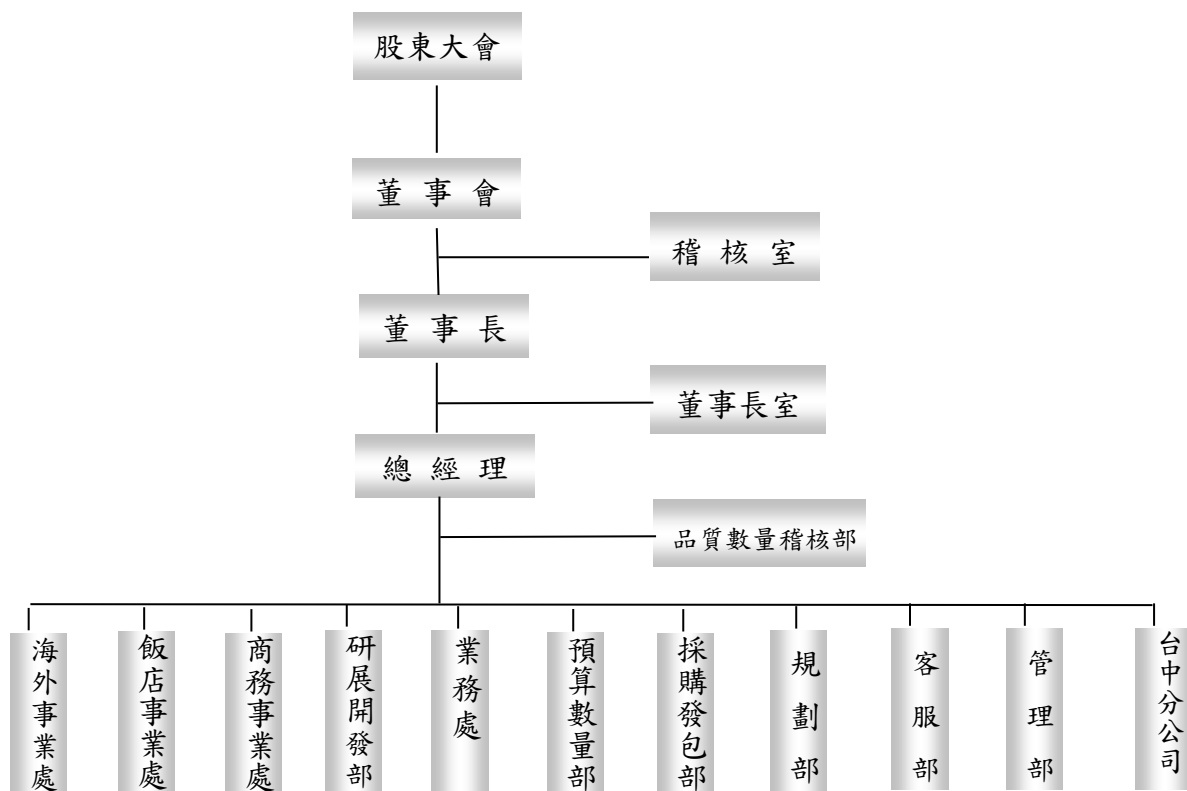 股東大會
董事會
稽核室
董事長
董事長室
總經理
品質數量稽核部
海外事業處
飯店事業處
商務事業處
研展開發部
業務處
預算數量部
採購發包部
規劃部
客服部
管理部
台中分公司